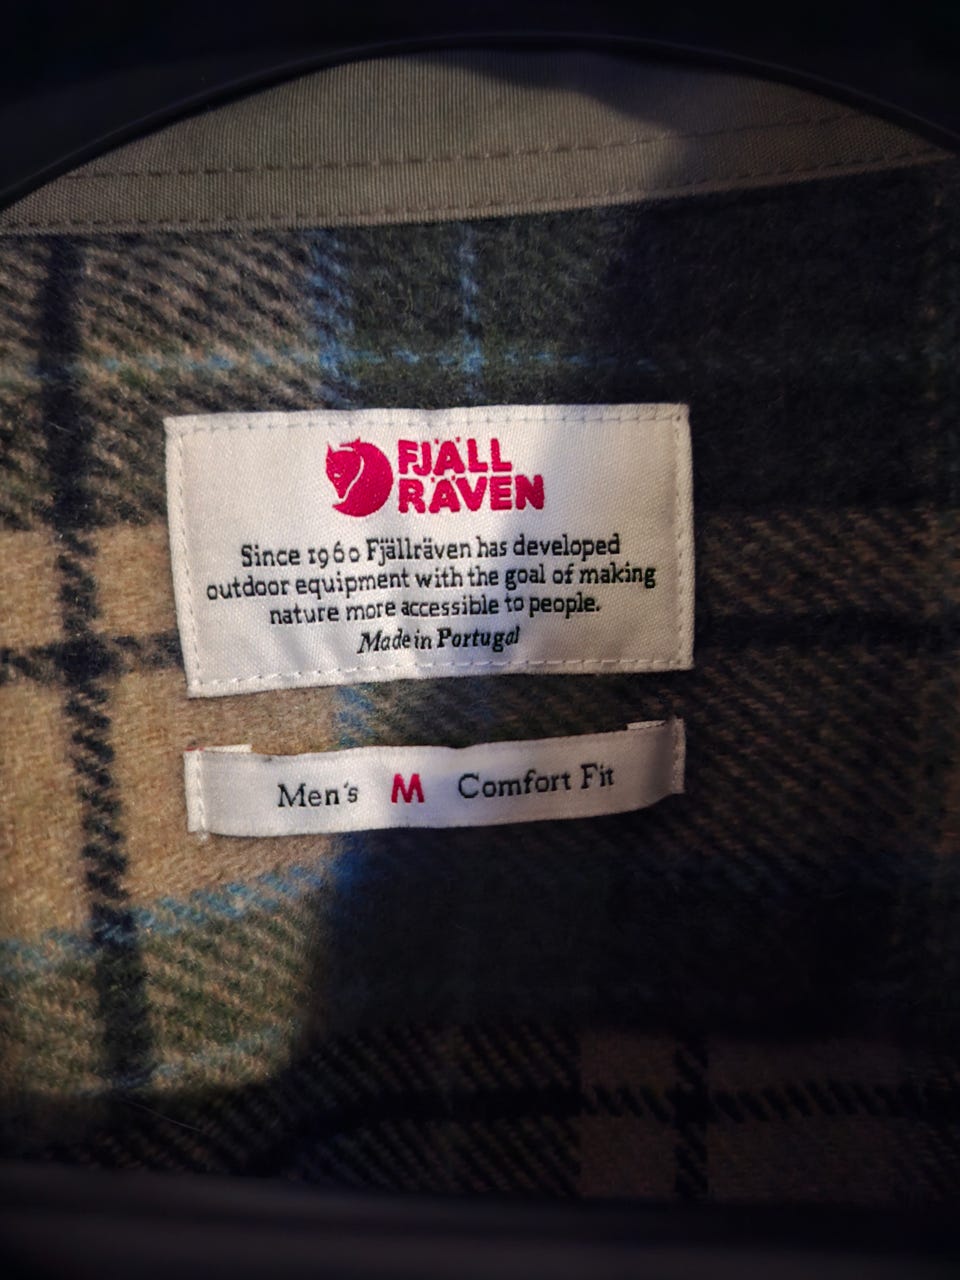 FJÄLL
RÄVEN
Since 1960 Fjällräven has developed
outdoor equipment with the goal of making
nature more accessible to people.
Made in Portugal
Men's M Comfort Fit